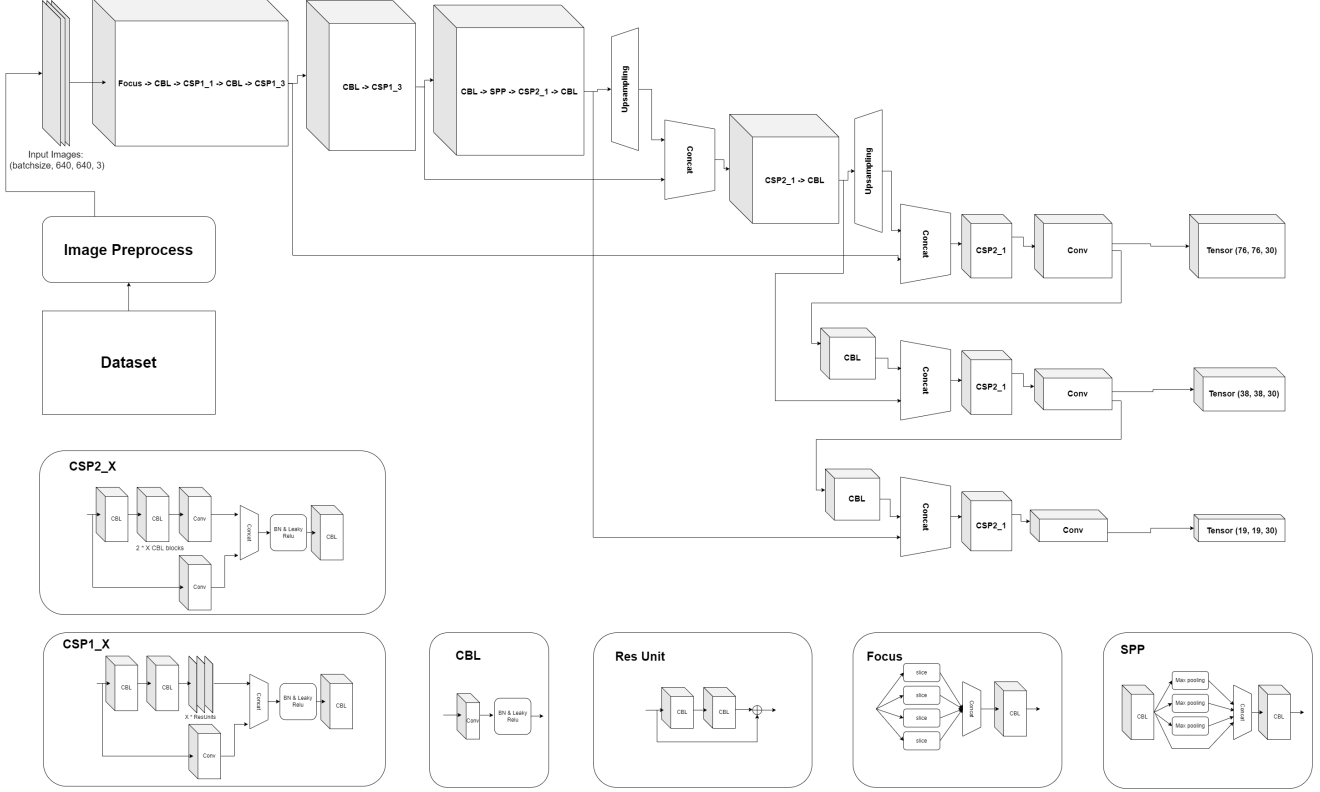 Focus -> CBL -> CSP1_1 -> CBL -> CSP1_3
CBL -> CSP1_3
CBL -> SPP -> CSP2_1 -> CBL
Upsampling
Concat
CSP2_1 -> CBL
Upsampling
Input Images:
(batchsize, 640, 640, 3)
Image Preprocess
Dataset
Concat
CSP2_1
Conv
Tensor (76, 76, 30)
CBL
Concat
CSP2_1
Conv
Tensor (38, 38, 30)
CBL
Concat
CSP2_1
Conv
Tensor (19, 19, 30)
CSP2_X
CBL
CBL
Conv
2 * X CBL blocks
Concat
BN & Leaky
Relu
CBL
Conv
CSP1_X
CBL
CBL
X * ResUnits
Concat
BN & Leaky
Relu
CBL
Conv
CBL
Conv
BN & Leaky
Relu
Res Unit
CBL
CBL
Focus
slice
slice
slice
slice
Concat
CBL
SPP
CBL
Max pooling
Max pooling
Max pooling
Concat
CBL